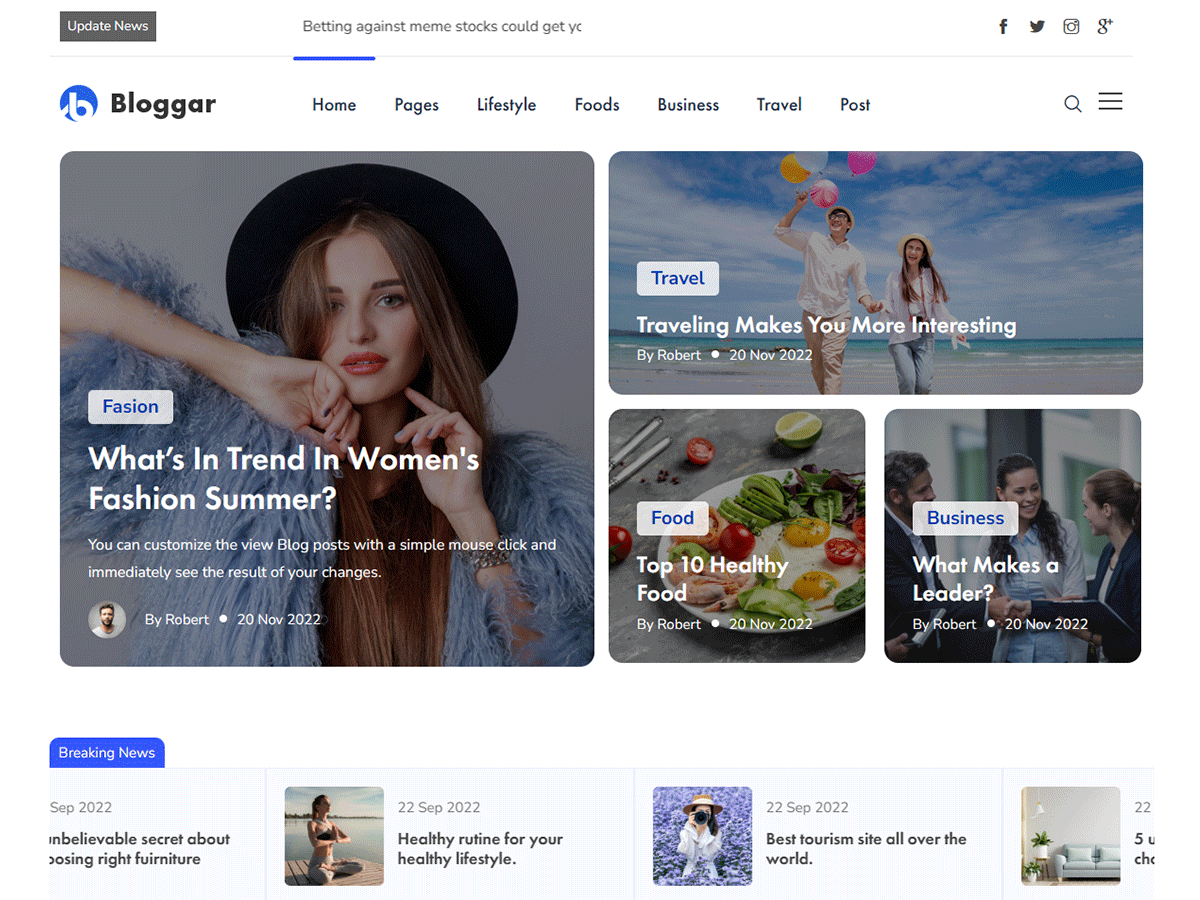 Update News
Betting against meme stocks could get yo
Bloggar
Home Pages Lifestyle Foods Business Travel Post
Fasion
What’s In Trend In Women's
Fashion Summer?
You can customize the view Blog posts with a simple mouse click and
immediately see the result of your changes.
By Robert 20 Nov 2022
Travel
Traveling Makes You More Interesting
By Robert 20 Nov 2022
Food
Top 10 Healthy
Food
By Robert 20 Nov 2022
Business
What Makes a
Leader?
By Robert 20 Nov 2022
Breaking News
Sep 2022
unbelievable secret about
oosing right fuirniture
22 Sep 2022
Healthy rutine for your
healthy lifestyle.
22 Sep 2022
Best tourism site all over the
world.
22
5 u
cho